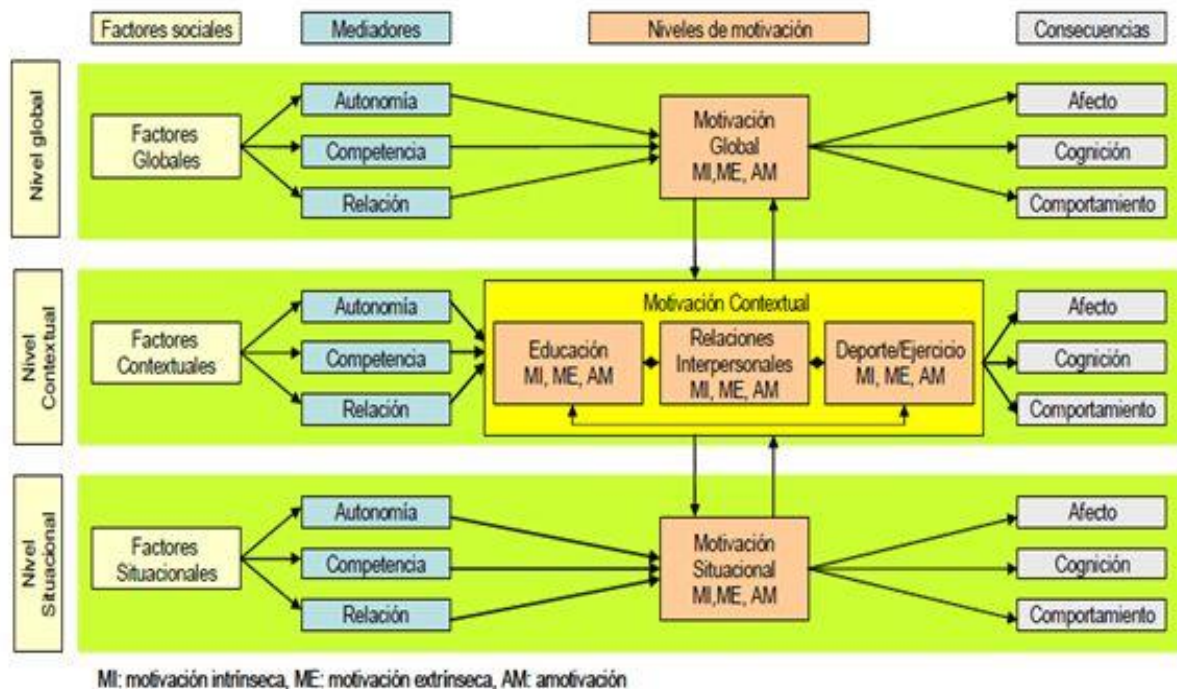 Factores sociales
Mediadores
Niveles de motivación
Consecuencias
Nivel global
Factores
Globales
Autonomía
Competencia
Relación
Motivación
Global
MI,ME, AM
Afecto
Cognición
Comportamiento
Nivel
Contextual
Factores
Contextuales
Autonomía
Competencia
Relación
Motivación Contextual
Educación
MI, ME, AM
Relaciones
Interpersonales
MI, ME, AM
Deporte/Ejercicio
MI, ME, AM
Afecto
Cognición
Comportamiento
Nivel
Situacional
Factores
Situacionales
Autonomía
Competencia
Relación
Motivación
Situacional
MI,ME, AM
Afecto
Cognición
Comportamiento
MI: motivación intrínseca, ME: motivación extrínseca, AM: amotivación